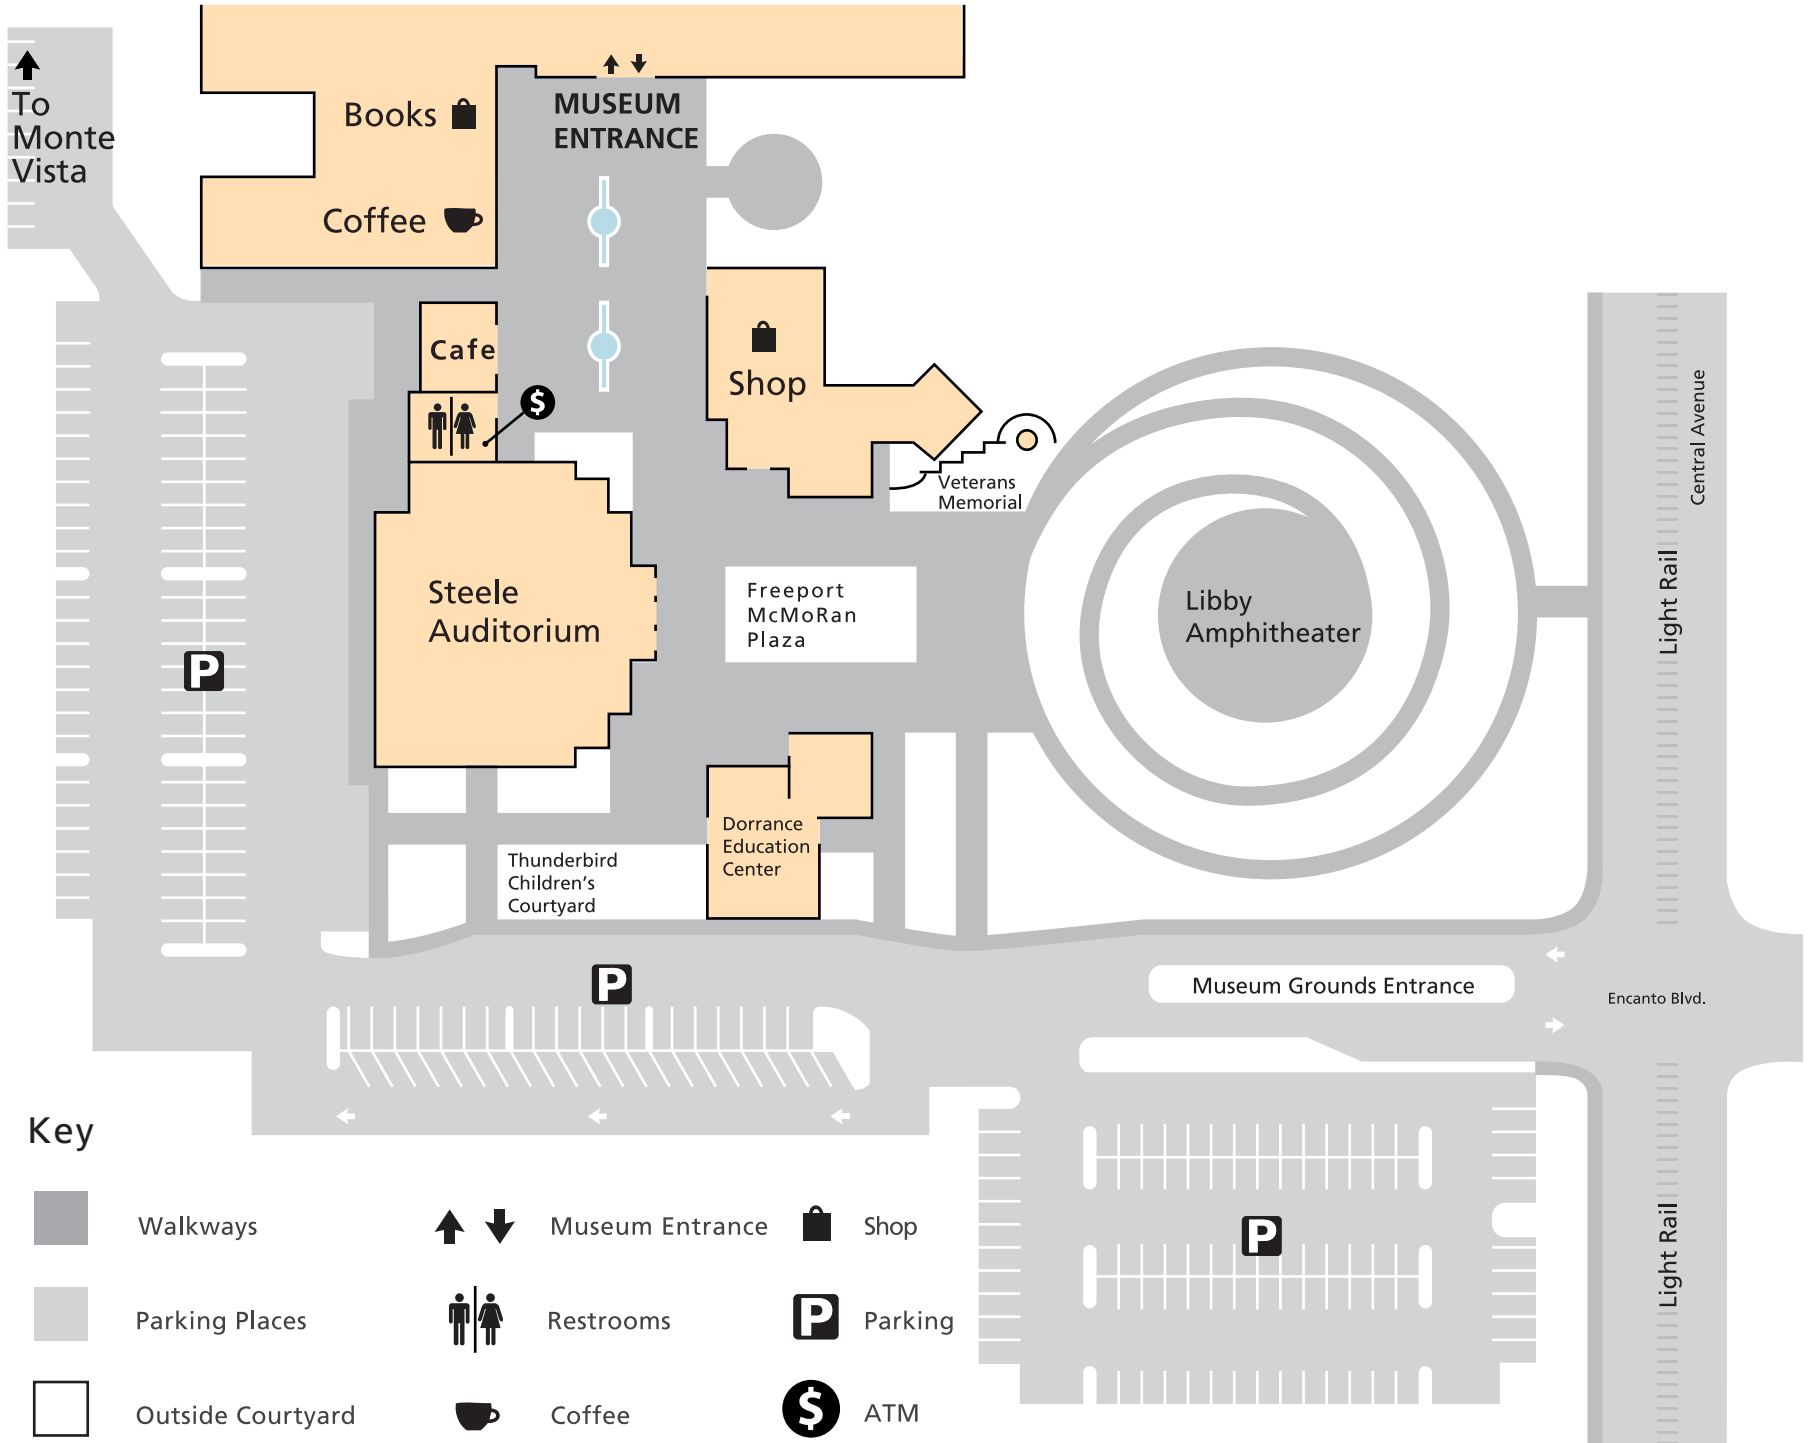 To
Monte
Vista
Books
MUSEUM
ENTRANCE
Coffee
Cafe
$
Shop
Veterans
Memorial
Central Avenue
Light Rail
Steele
Auditorium
Freeport
McMoRan
Plaza
Libby
Amphitheater
P
Dorrance
Education
Center
Thunderbird
Children's
Courtyard
P
Museum Grounds Entrance
Encanto Blvd.
P
Light Rail
Key
Walkways
Museum Entrance
Shop
Parking Places
Restrooms
P
Parking
Outside Courtyard
Coffee
$
ATM